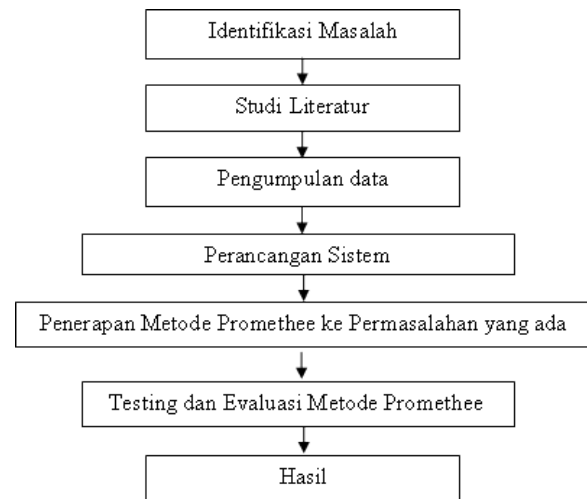 Identifikasi Masalah
Studi Literatur
Pengumpulan data
Perancangan Sistem
Penerapan Metode Promethee ke Permasalahan yang ada
Testing dan Evaluasi Metode Promethee
Hasil